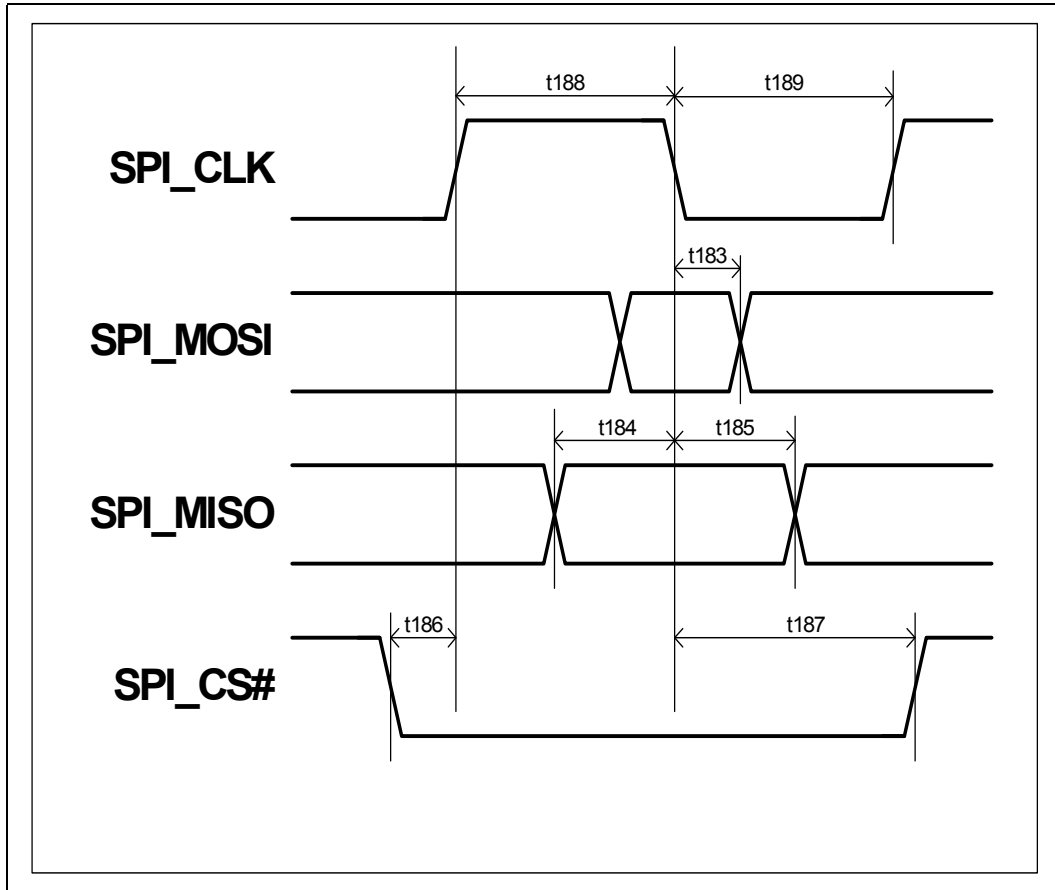 t188
t189
SPI_CLK
t183
SPI_MOSI
t184
t185
SPI_MISO
t186
t187
SPI_CS#